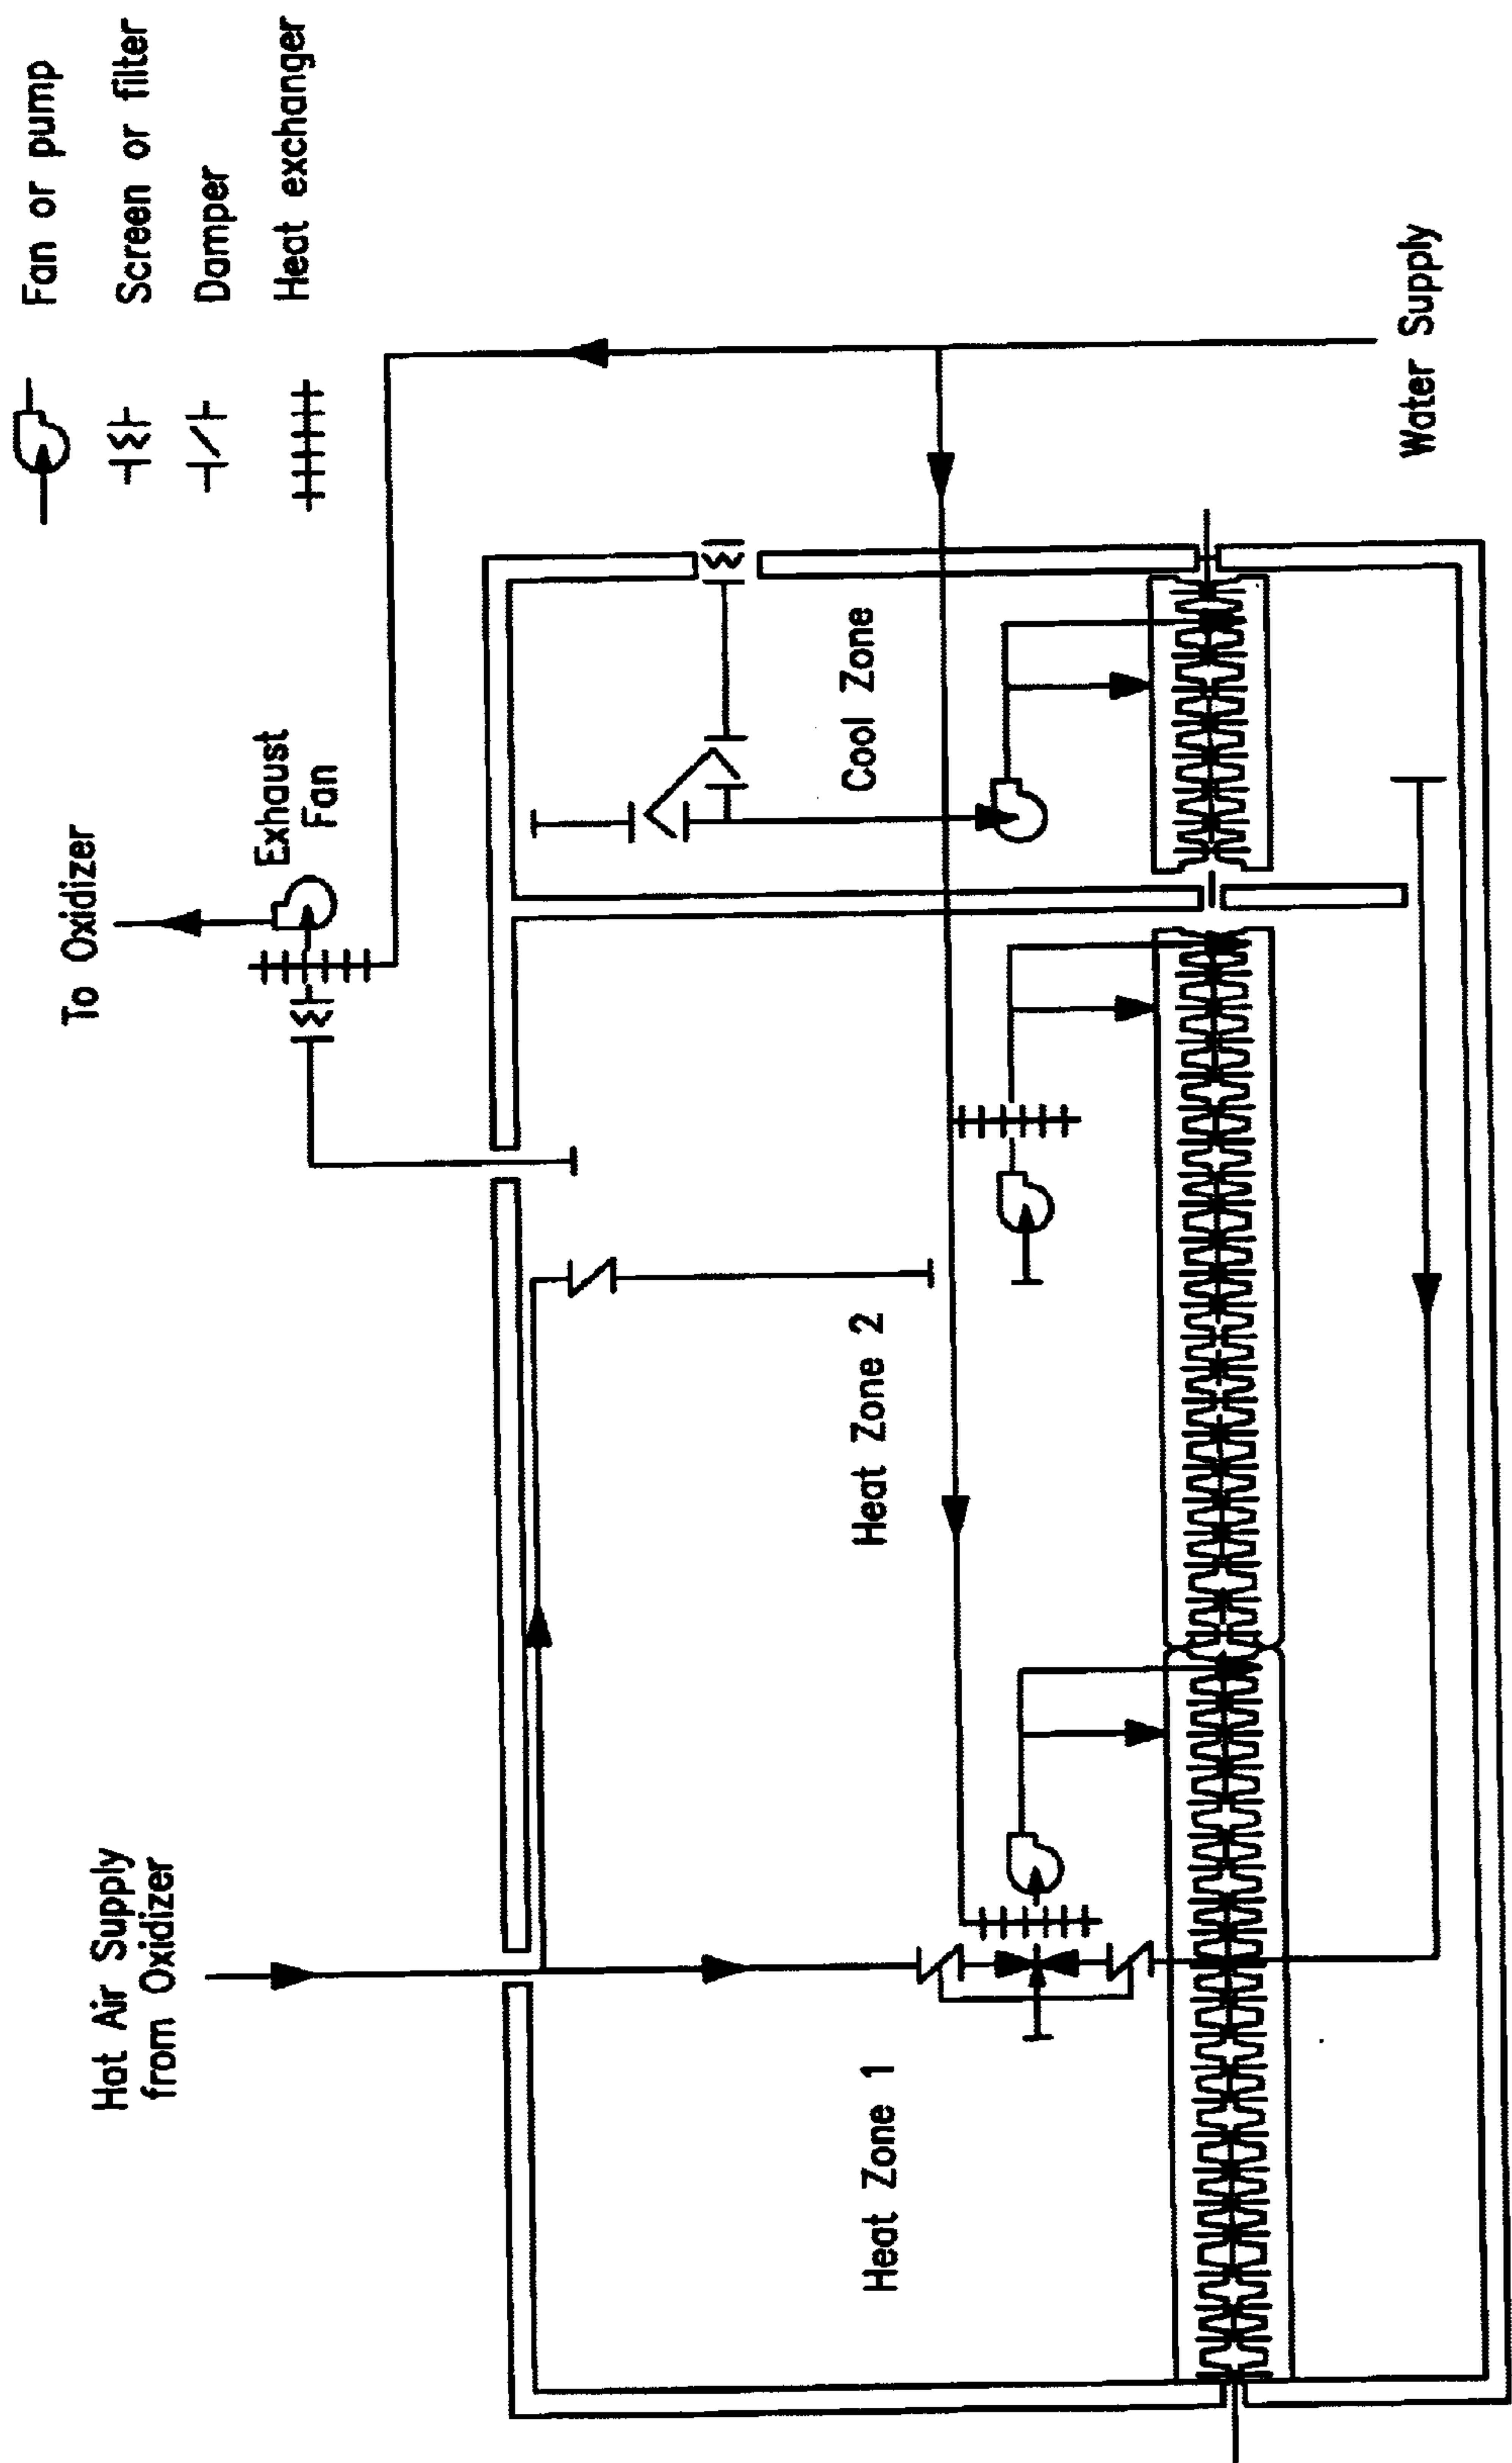 Hot Air Supply
from Oxidizer
To Oxidizer
Exhaust
Fan
Fan or pump
Screen or filter
Damper
Heat exchanger
Heat Zone 1
Heat Zone 2
Cool Zone
Water Supply